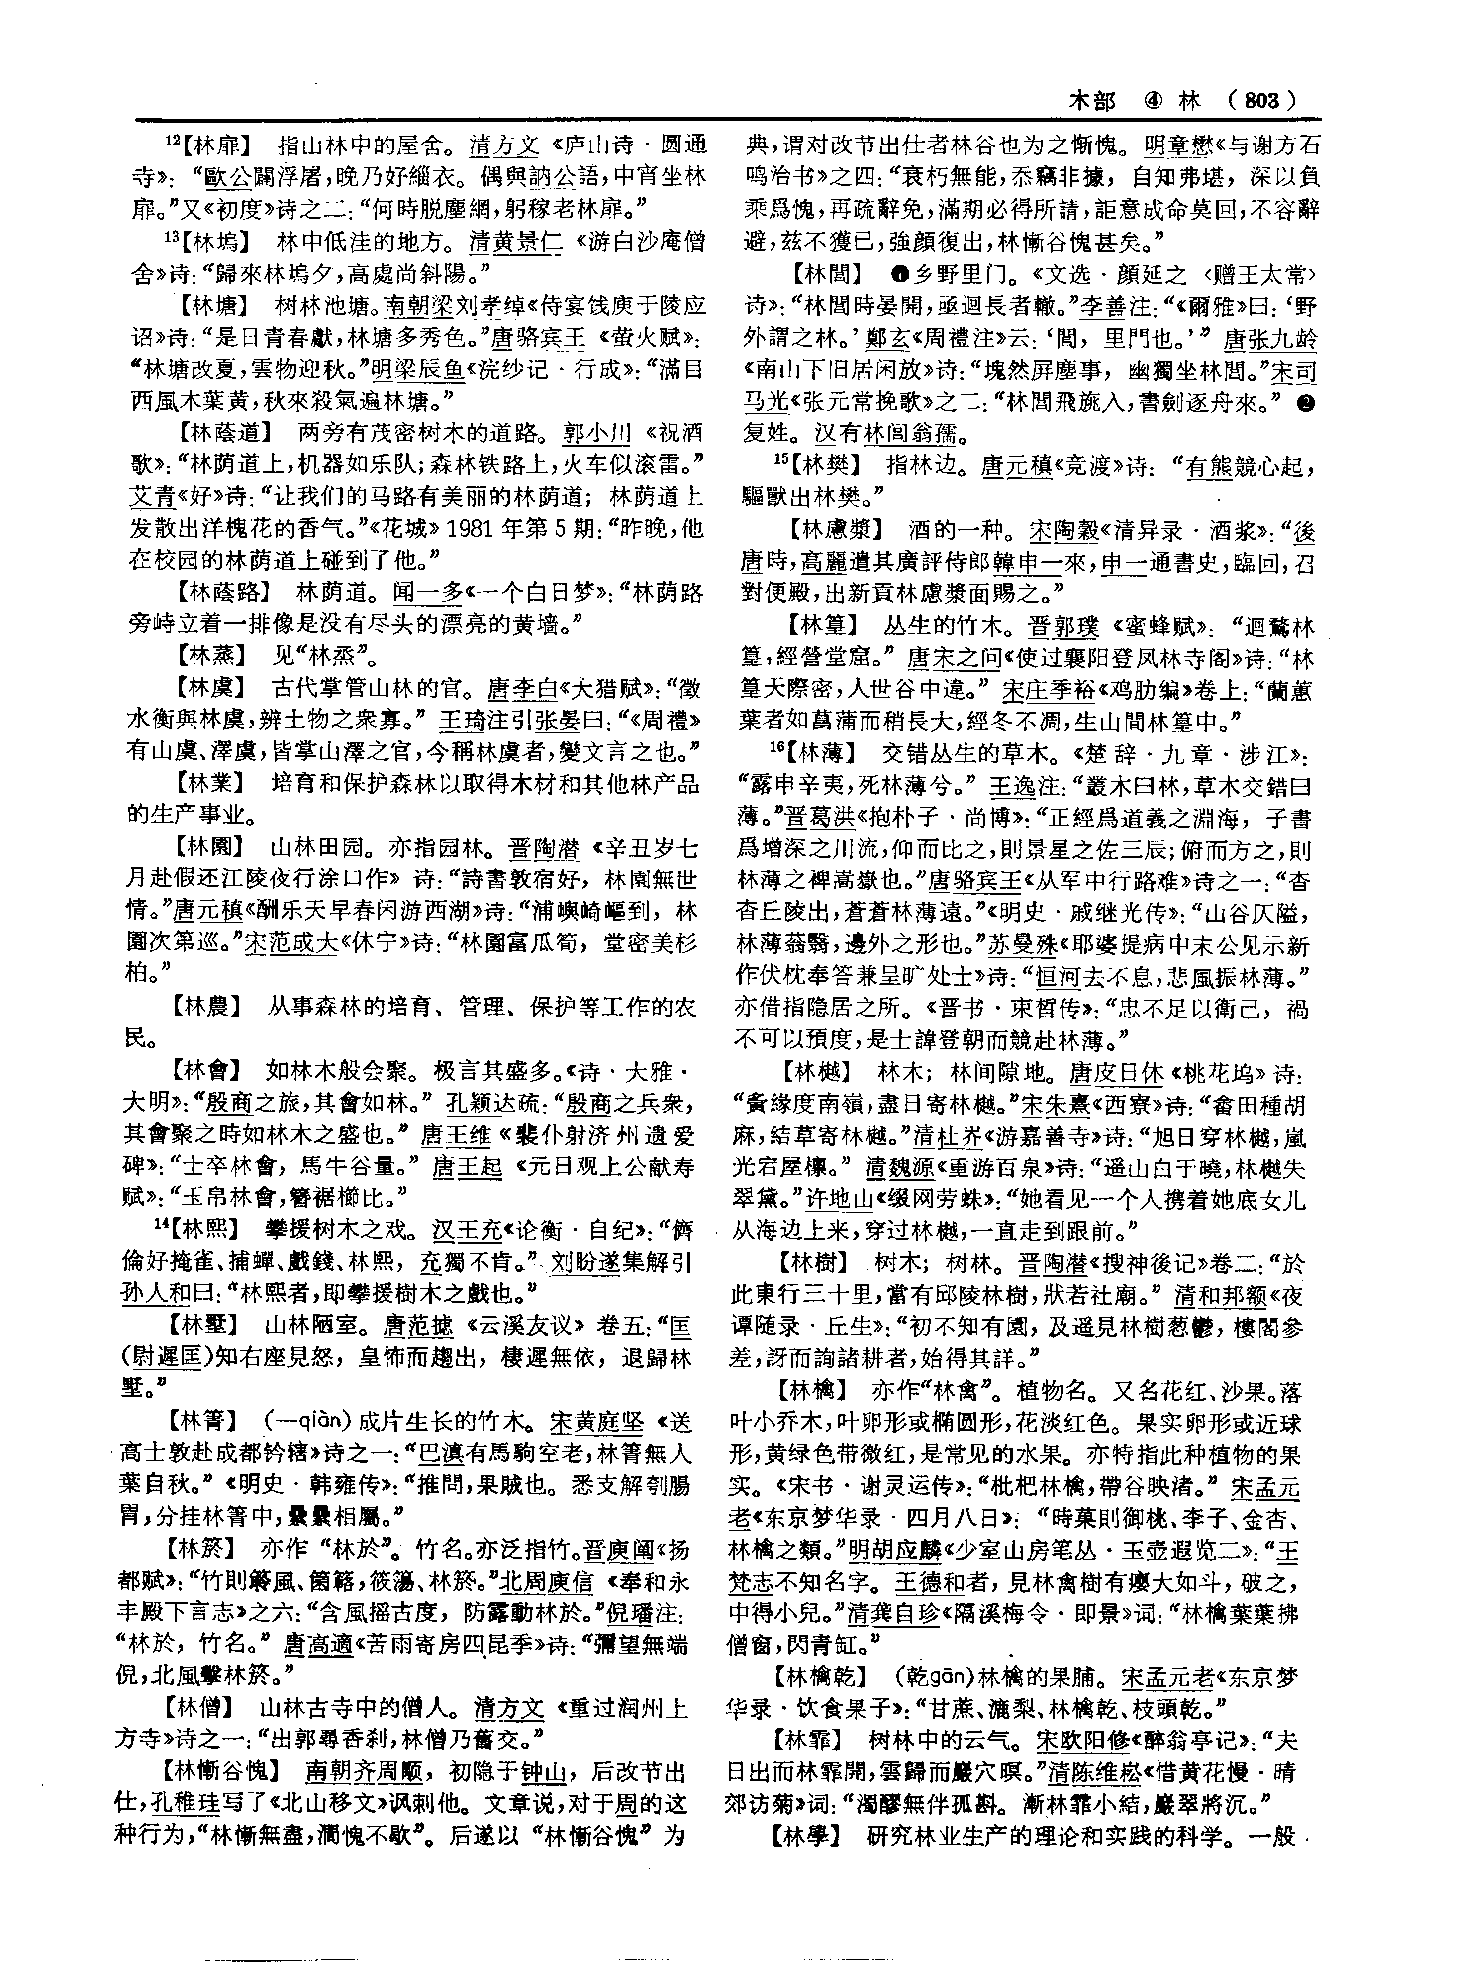 木部 ④ 林 （803）
¹²【林扉】 指山林中的屋舍。清方文《庐山诗·圆通
寺》：“歐公闢浮屠，晚乃好緇衣。偶與訥公語，中宵坐林
扉。”又《初度》诗之二：“何時脱塵網，躬稼老林扉。”
¹³【林塢】 林中低洼的地方。清黄景仁《游白沙庵僧
舍》诗：“歸來林塢夕，高處尚斜陽。”
【林塘】 树林池塘。南朝梁刘孝绰《侍宴饯庾于陵应
诏》诗：“是日青春獻，林塘多秀色。”唐骆宾王《萤火赋》：
“林塘改夏，雲物迎秋。”明梁辰鱼《浣纱记·行成》：“滿目
西風木葉黄，秋來殺氣遍林塘。”
【林蔭道】 两旁有茂密树木的道路。郭小川《祝酒
歌》：“林荫道上，机器如乐队；森林铁路上，火车似滚雷。”
艾青《好》诗：“让我们的马路有美丽的林荫道；林荫道上
发散出洋槐花的香气。”《花城》1981年第5期：“昨晚，他
在校园的林荫道上碰到了他。”
【林蔭路】 林荫道。闻一多《一个白日梦》：“林荫路
旁峙立着一排像是没有尽头的漂亮的黄墙。”
【林蒸】 见“林烝”。
【林虞】 古代掌管山林的官。唐李白《大猎赋》：“徵
水衡與林虞，辨土物之衆寡。”王琦注引张晏曰：“《周禮》
有山虞、澤虞，皆掌山澤之官，今稱林虞者，變文言之也。”
【林業】 培育和保护森林以取得木材和其他林产品
的生产事业。
【林園】 山林田园。亦指园林。晋陶潜《辛丑岁七
月赴假还江陵夜行涂口作》诗：“詩書敦宿好，林園無世
情。”唐元稹《酬乐天早春闲游西湖》诗：“浦嶼崎嶇到，林
園次第巡。”宋范成大《休宁》诗：“林園富瓜筍，堂密美杉
柏。”
【林農】 从事森林的培育、管理、保护等工作的农
民。
【林會】 如林木般会聚。极言其盛多。《诗·大雅·
大明》：“殷商之旅，其會如林。”孔颖达疏：“殷商之兵衆，
其會聚之時如林木之盛也。”唐王维《裴仆射济州遗爱
碑》：“士卒林會，馬牛谷量。”唐王起《元日观上公献寿
赋》：“玉帛林會，簪裾櫛比。”
¹⁴【林熙】 攀援树木之戏。汉王充《论衡·自纪》：“儕
倫好掩雀、捕蟬、戲錢、林熙，充獨不肯。”刘盼遂集解引
孙人和曰：“林熙者，即攀援樹木之戲也。”
【林墅】 山林陋室。唐范摅《云溪友议》卷五：“匡
（尉遲匡）知右座見怒，皇怖而趨出，棲遲無依，退歸林
墅。”
【林箐】 （—qiàn）成片生长的竹木。宋黄庭坚《送
高士敦赴成都钤辖》诗之一：“巴滇有馬駒空老，林箐無人
葉自秋。”《明史·韩雍传》：“推問，果賊也。悉支解刳腸
胃，分挂林箐中，纍纍相屬。”
【林箊】 亦作“林於”。竹名。亦泛指竹。晋庾阐《扬
都赋》：“竹則篸風、箘簵，筱簜、林箊。”北周庾信《奉和永
丰殿下言志》之六：“含風摇古度，防露動林於。”倪璠注：
“林於，竹名。”唐高適《苦雨寄房四昆季》诗：“彌望無端
倪，北風擊林箊。”
【林僧】 山林古寺中的僧人。清方文《重过润州上
方寺》诗之一：“出郭尋香刹，林僧乃舊交。”
【林慚谷愧】 南朝齐周颙，初隐于钟山，后改节出
仕，孔稚珪写了《北山移文》讽刺他。文章说，对于周的这
种行为，“林慚無盡，澗愧不歇”。后遂以“林慚谷愧”为
典，谓对改节出仕者林谷也为之惭愧。明章懋《与谢方石
鸣治书》之四：“衰朽無能，忝竊非據，自知弗堪，深以負
乘爲愧，再疏辭免，滿期必得所請，詎意成命莫回，不容辭
避，兹不獲已，強顔復出，林慚谷愧甚矣。”
【林閭】 ❶乡野里门。《文选·顔延之〈赠王太常〉
诗》：“林閭時晏開，亟迴長者轍。”李善注：“《爾雅》曰：‘野
外謂之林。’鄭玄《周禮注》云：‘閭，里門也。’”唐张九龄
《南山下旧居闲放》诗：“塊然屏塵事，幽獨坐林閭。”宋司
马光《张元常挽歌》之二：“林閭飛旐入，書劍逐舟來。”❷
复姓。汉有林闾翁孺。
¹⁵【林樊】 指林边。唐元稹《竞渡》诗：“有熊競心起，
驅獸出林樊。”
【林慮漿】 酒的一种。宋陶穀《清异录·酒浆》：“後
唐時，高麗遣其廣評侍郎韓申一來，申一通書史，臨回，召
對便殿，出新貢林慮漿面賜之。”
【林篁】 丛生的竹木。晋郭璞《蜜蜂赋》：“迴鶩林
篁，經營堂窟。”唐宋之问《使过襄阳登凤林寺阁》诗：“林
篁天際密，人世谷中違。”宋庄季裕《鸡肋编》卷上：“蘭蕙
葉者如菖蒲而稍長大，經冬不凋，生山間林篁中。”
¹⁶【林薄】 交错丛生的草木。《楚辞·九章·涉江》：
“露申辛夷，死林薄兮。”王逸注：“叢木曰林，草木交錯曰
薄。”晋葛洪《抱朴子·尚博》：“正經爲道義之淵海，子書
爲增深之川流，仰而比之，則景星之佐三辰；俯而方之，則
林薄之裨嵩嶽也。”唐骆宾王《从军中行路难》诗之一：“杳
杳丘陵出，蒼蒼林薄遠。”《明史·戚继光传》：“山谷仄隘，
林薄蓊翳，邊外之形也。”苏曼殊《耶婆提病中末公见示新
作伏枕奉答兼呈旷处士》诗：“恒河去不息，悲風振林薄。”
亦借指隐居之所。《晋书·束皙传》：“忠不足以衛己，禍
不可以預度，是士諱登朝而競赴林薄。”
【林樾】 林木；林间隙地。唐皮日休《桃花坞》诗：
“夤緣度南嶺，盡日寄林樾。”宋朱熹《西寮》诗：“畬田種胡
麻，結草寄林樾。”清杜岕《游嘉善寺》诗：“旭日穿林樾，嵐
光宕屋櫋。”清魏源《重游百泉》诗：“遥山白于曉，林樾失
翠黛。”许地山《缀网劳蛛》：“她看见一个人携着她底女儿
从海边上来，穿过林樾，一直走到跟前。”
【林樹】 树木；树林。晋陶潜《搜神後记》卷二：“於
此東行三十里，當有邱陵林樹，狀若社廟。”清和邦额《夜
谭随录·丘生》：“初不知有園，及遥見林樹葱鬱，樓閣參
差，訝而詢諸耕者，始得其詳。”
【林檎】 亦作“林禽”。植物名。又名花红、沙果。落
叶小乔木，叶卵形或椭圆形，花淡红色。果实卵形或近球
形，黄绿色带微红，是常见的水果。亦特指此种植物的果
实。《宋书·谢灵运传》：“枇杷林檎，帶谷映渚。”宋孟元
老《东京梦华录·四月八日》：“時菓則御桃、李子、金杏、
林檎之類。”明胡应麟《少室山房笔丛·玉壶遐览二》：“王
梵志不知名字。王德和者，見林禽樹有癭大如斗，破之，
中得小兒。”清龚自珍《隔溪梅令·即景》词：“林檎葉葉拂
僧窗，閃青缸。”
【林檎乾】 （乾gān）林檎的果脯。宋孟元老《东京梦
华录·饮食果子》：“甘蔗、漉梨、林檎乾、枝頭乾。”
【林霏】 树林中的云气。宋欧阳修《醉翁亭记》：“夫
日出而林霏開，雲歸而巖穴暝。”清陈维崧《惜黄花慢·晴
郊访菊》词：“濁醪無伴孤斟。漸林霏小結，巖翠將沉。”
【林學】 研究林业生产的理论和实践的科学。一般